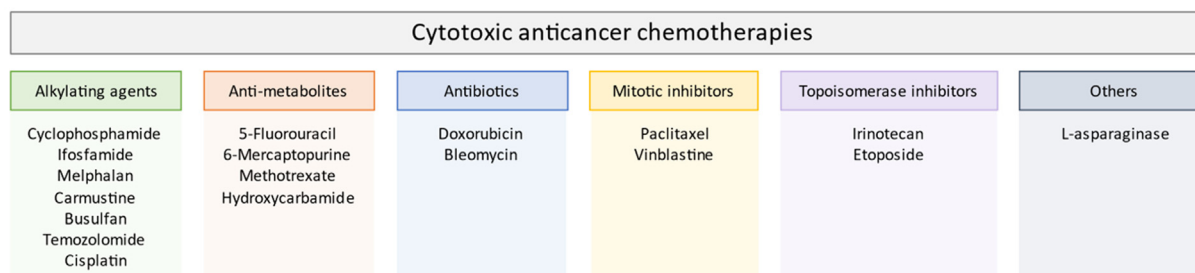 Cytotoxic anticancer chemotherapies
Alkylating agents
Cyclophosphamide
Ifosfamide
Melphalan
Carmustine
Busulfan
Temozolomide
Cisplatin
Anti-metabolites
5-Fluorouracil
6-Mercaptopurine
Methotrexate
Hydroxycarbamide
Antibiotics
Doxorubicin
Bleomycin
Mitotic inhibitors
Paclitaxel
Vinblastine
Topoisomerase inhibitors
Irinotecan
Etoposide
Others
L-asparaginase